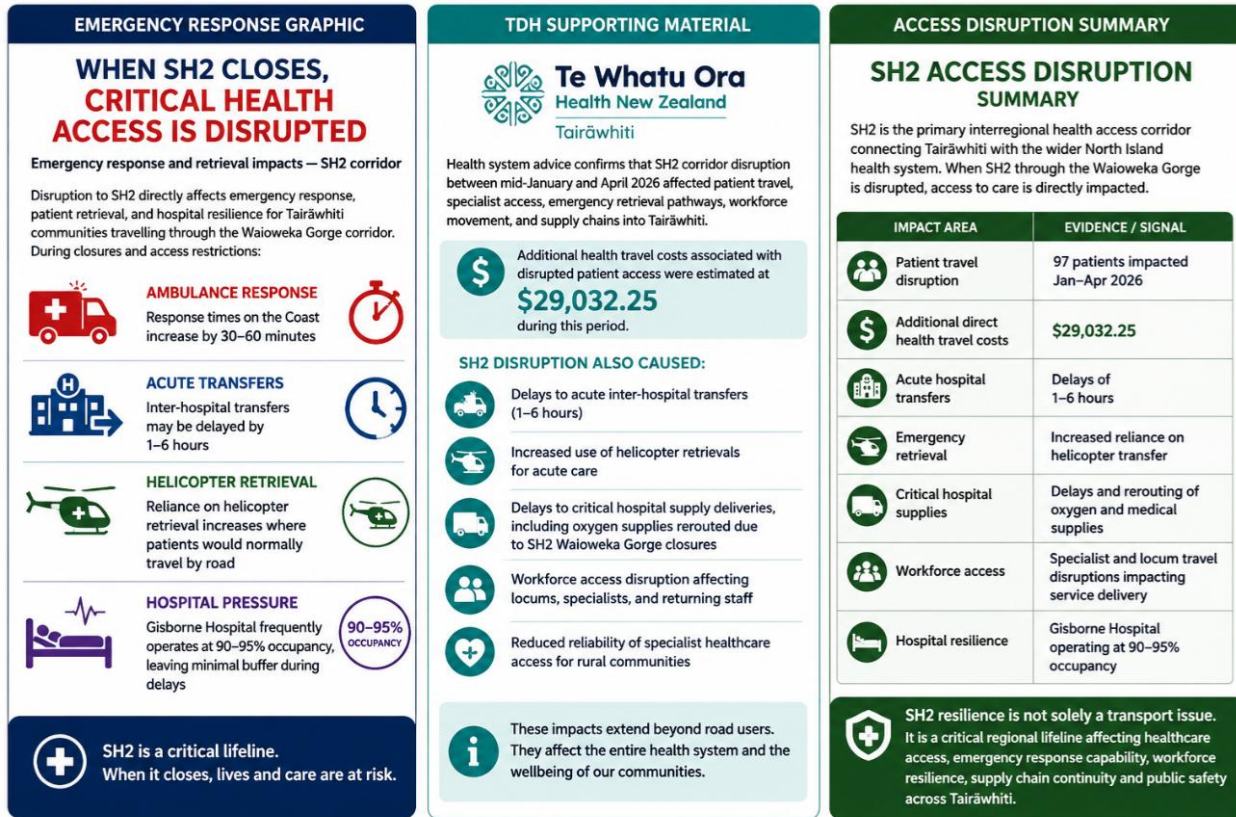 EMERGENCY RESPONSE GRAPHIC
WHEN SH2 CLOSES,
CRITICAL HEALTH
ACCESS IS DISRUPTED
Emergency response and retrieval impacts — SH2 corridor
Disruption to SH2 directly affects emergency response,
patient retrieval, and hospital resilience for Tairāwhiti
communities travelling through the Waioweka Gorge corridor.
During closures and access restrictions:
AMBULANCE RESPONSE
Response times on the Coast
increase by 30–60 minutes
H
ACUTE TRANSFERS
Inter-hospital transfers
may be delayed by
1–6 hours
HELICOPTER RETRIEVAL
Reliance on helicopter
retrieval increases where
patients would normally
travel by road
HOSPITAL PRESSURE
Gisborne Hospital frequently
operates at 90–95% occupancy,
leaving minimal buffer during
delays
90–95%
OCCUPANCY
SH2 is a critical lifeline.
When it closes, lives and care are at risk.
TDH SUPPORTING MATERIAL
Te Whatu Ora
Health New Zealand
Tairāwhiti
Health system advice confirms that SH2 corridor disruption
between mid-January and April 2026 affected patient travel,
specialist access, emergency retrieval pathways, workforce
movement, and supply chains into Tairāwhiti.
$
Additional health travel costs associated with
disrupted patient access were estimated at
$29,032.25
during this period.
SH2 DISRUPTION ALSO CAUSED:
Delays to acute inter-hospital transfers
(1–6 hours)
Increased use of helicopter retrievals
for acute care
Delays to critical hospital supply deliveries,
including oxygen supplies rerouted due
to SH2 Waioweka Gorge closures
Workforce access disruption affecting
locums, specialists, and returning staff
Reduced reliability of specialist healthcare
access for rural communities
i
These impacts extend beyond road users.
They affect the entire health system and the
wellbeing of our communities.
ACCESS DISRUPTION SUMMARY
SH2 ACCESS DISRUPTION
SUMMARY
SH2 is the primary interregional health access corridor
connecting Tairāwhiti with the wider North Island
health system. When SH2 through the Waioweka Gorge
is disrupted, access to care is directly impacted.
IMPACT AREA
EVIDENCE / SIGNAL
Patient travel
disruption
97 patients impacted
Jan–Apr 2026
$
Additional direct
health travel costs
$29,032.25
Acute hospital
transfers
Delays of
1–6 hours
Emergency
retrieval
Increased reliance on
helicopter transfer
Critical hospital
supplies
Delays and rerouting of
oxygen and medical
supplies
Workforce access
Specialist and locum travel
disruptions impacting
service delivery
Hospital resilience
Gisborne Hospital
operating at 90–95%
occupancy
SH2 resilience is not solely a transport issue.
It is a critical regional lifeline affecting healthcare
access, emergency response capability, workforce
resilience, supply chain continuity and public safety
across Tairāwhiti.